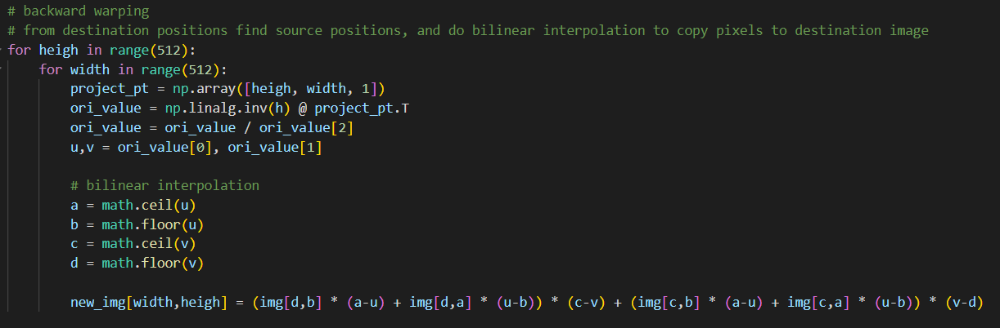 # backward warping
# from destination positions find source positions, and do bilinear interpolation to copy pixels to destination image
for heigh in range(512):
    for width in range(512):
        project_pt = np.array([heigh, width, 1])
        ori_value = np.linalg.inv(h) @ project_pt.T
        ori_value = ori_value / ori_value[2]
        u,v = ori_value[0], ori_value[1]

        # bilinear interpolation
        a = math.ceil(u)
        b = math.floor(u)
        c = math.ceil(v)
        d = math.floor(v)

        new_img[width,heigh] = (img[d,b] * (a-u) + img[d,a] * (u-b)) * (c-v) + (img[c,b] * (a-u) + img[c,a] * (u-b)) * (v-d)